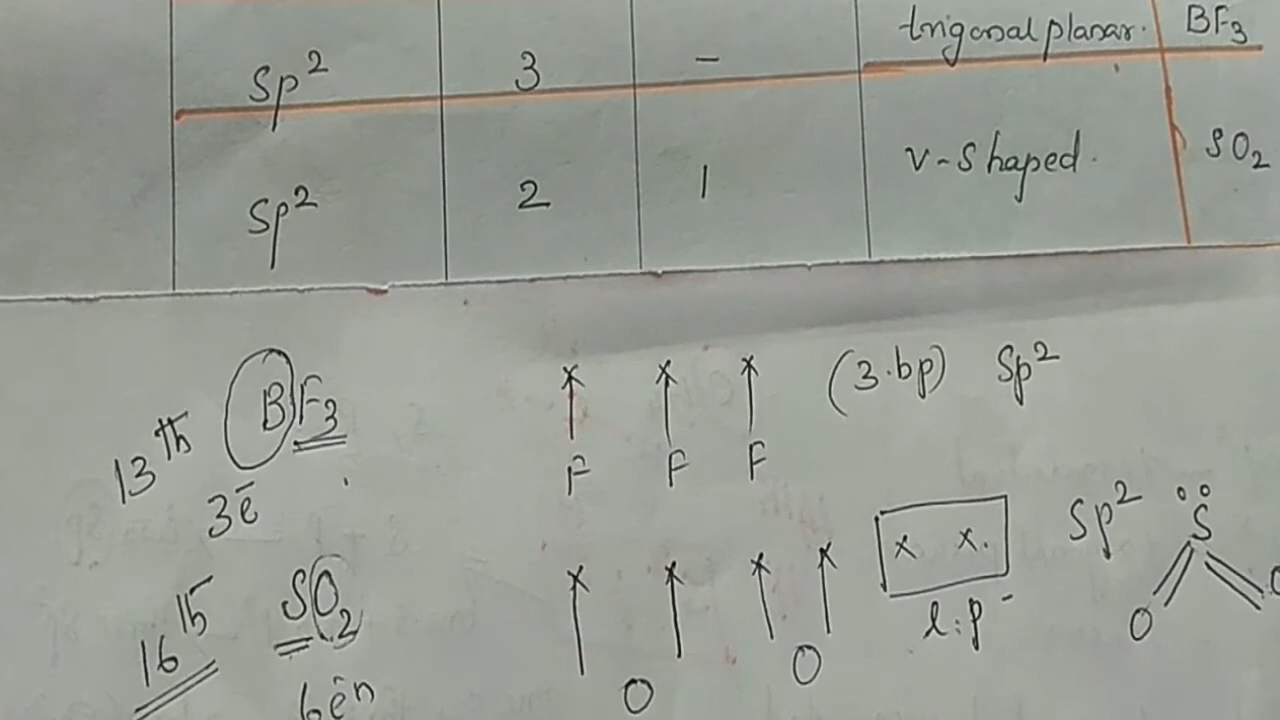 Sp² 3 - trigonal planar. BF₃
Sp² 2 1 V-Shaped. SO₂
13th BF₃ x x x (3.bp) Sp²
3ē F F F
16th SO₂ x x x x x x. Sp² S
6ēn O O l.p O O